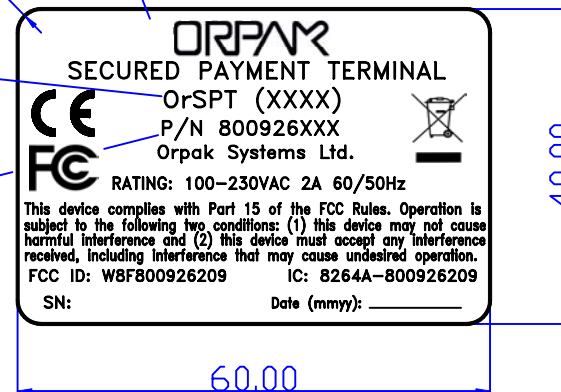 ORPAK
SECURED PAYMENT TERMINAL
OrSPT (XXXX)
CE
P/N 800926XXX
FC Orpak Systems Ltd.
RATING: 100-230VAC 2A 60/50Hz
This device complies with Part 15 of the FCC Rules. Operation is
subject to the following two conditions: (1) this device may not cause
harmful interference and (2) this device must accept any interference
received, including interference that may cause undesired operation.
FCC ID: W8F800926209 IC: 8264A-800926209
SN: Date (mmyy):
60.00